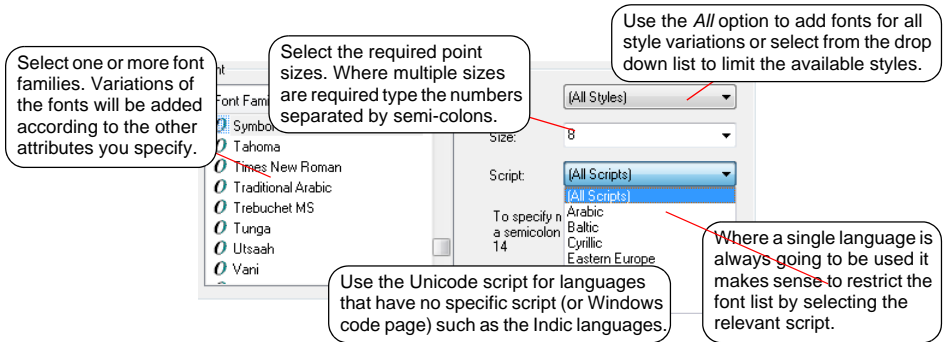 Use the All option to add fonts for all
style variations or select from the drop
down list to limit the available styles.
Select the required point
sizes. Where multiple sizes
are required type the numbers
separated by semi-colons.
Select one or more font
families. Variations of
the fonts will be added
according to the other
attributes you specify.
Symbol
Tahoma
Times New Roman
Traditional Arabic
Trebuchet MS
Tunga
Utsaah
Vani
(All Styles)
Size:
8
Script:
(All Scripts)
(All Scripts)
Arabic
Baltic
Cyrillic
Eastern Europe
To specify
a semicolon
14
Use the Unicode script for languages
that have no specific script (or Windows
code page) such as the Indic languages.
Where a single language is
always going to be used it
makes sense to restrict the
font list by selecting the
relevant script.